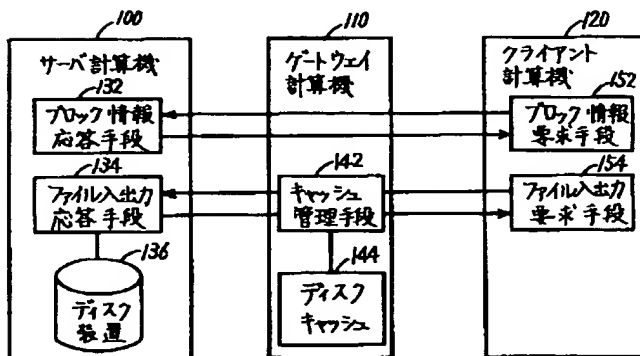 100
サーバ計算機
132
ブロック情報
応答手段
134
ファイル入出力
応答手段
136
ディスク
装置
110
ゲートウェイ
計算機
142
キャッシュ
管理手段
144
ディスク
キャッシュ
120
クライアント
計算機
152
ブロック情報
要求手段
154
ファイル入出力
要求手段